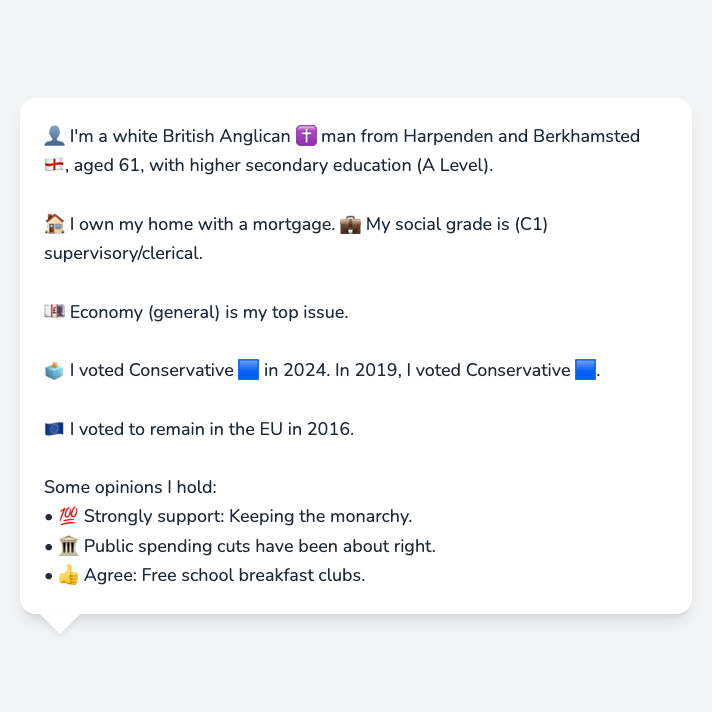 👤 I'm a white British Anglican ✝️ man from Harpenden and Berkhamsted
🏴󠁧󠁢󠁥󠁮󠁧󠁿, aged 61, with higher secondary education (A Level).
🏠 I own my home with a mortgage. 💼 My social grade is (C1)
supervisory/clerical.
💷 Economy (general) is my top issue.
🗳️ I voted Conservative 🟦 in 2024. In 2019, I voted Conservative 🟦.
🇪🇺 I voted to remain in the EU in 2016.
Some opinions I hold:
• 💯 Strongly support: Keeping the monarchy.
• 🏛️ Public spending cuts have been about right.
• 👍 Agree: Free school breakfast clubs.